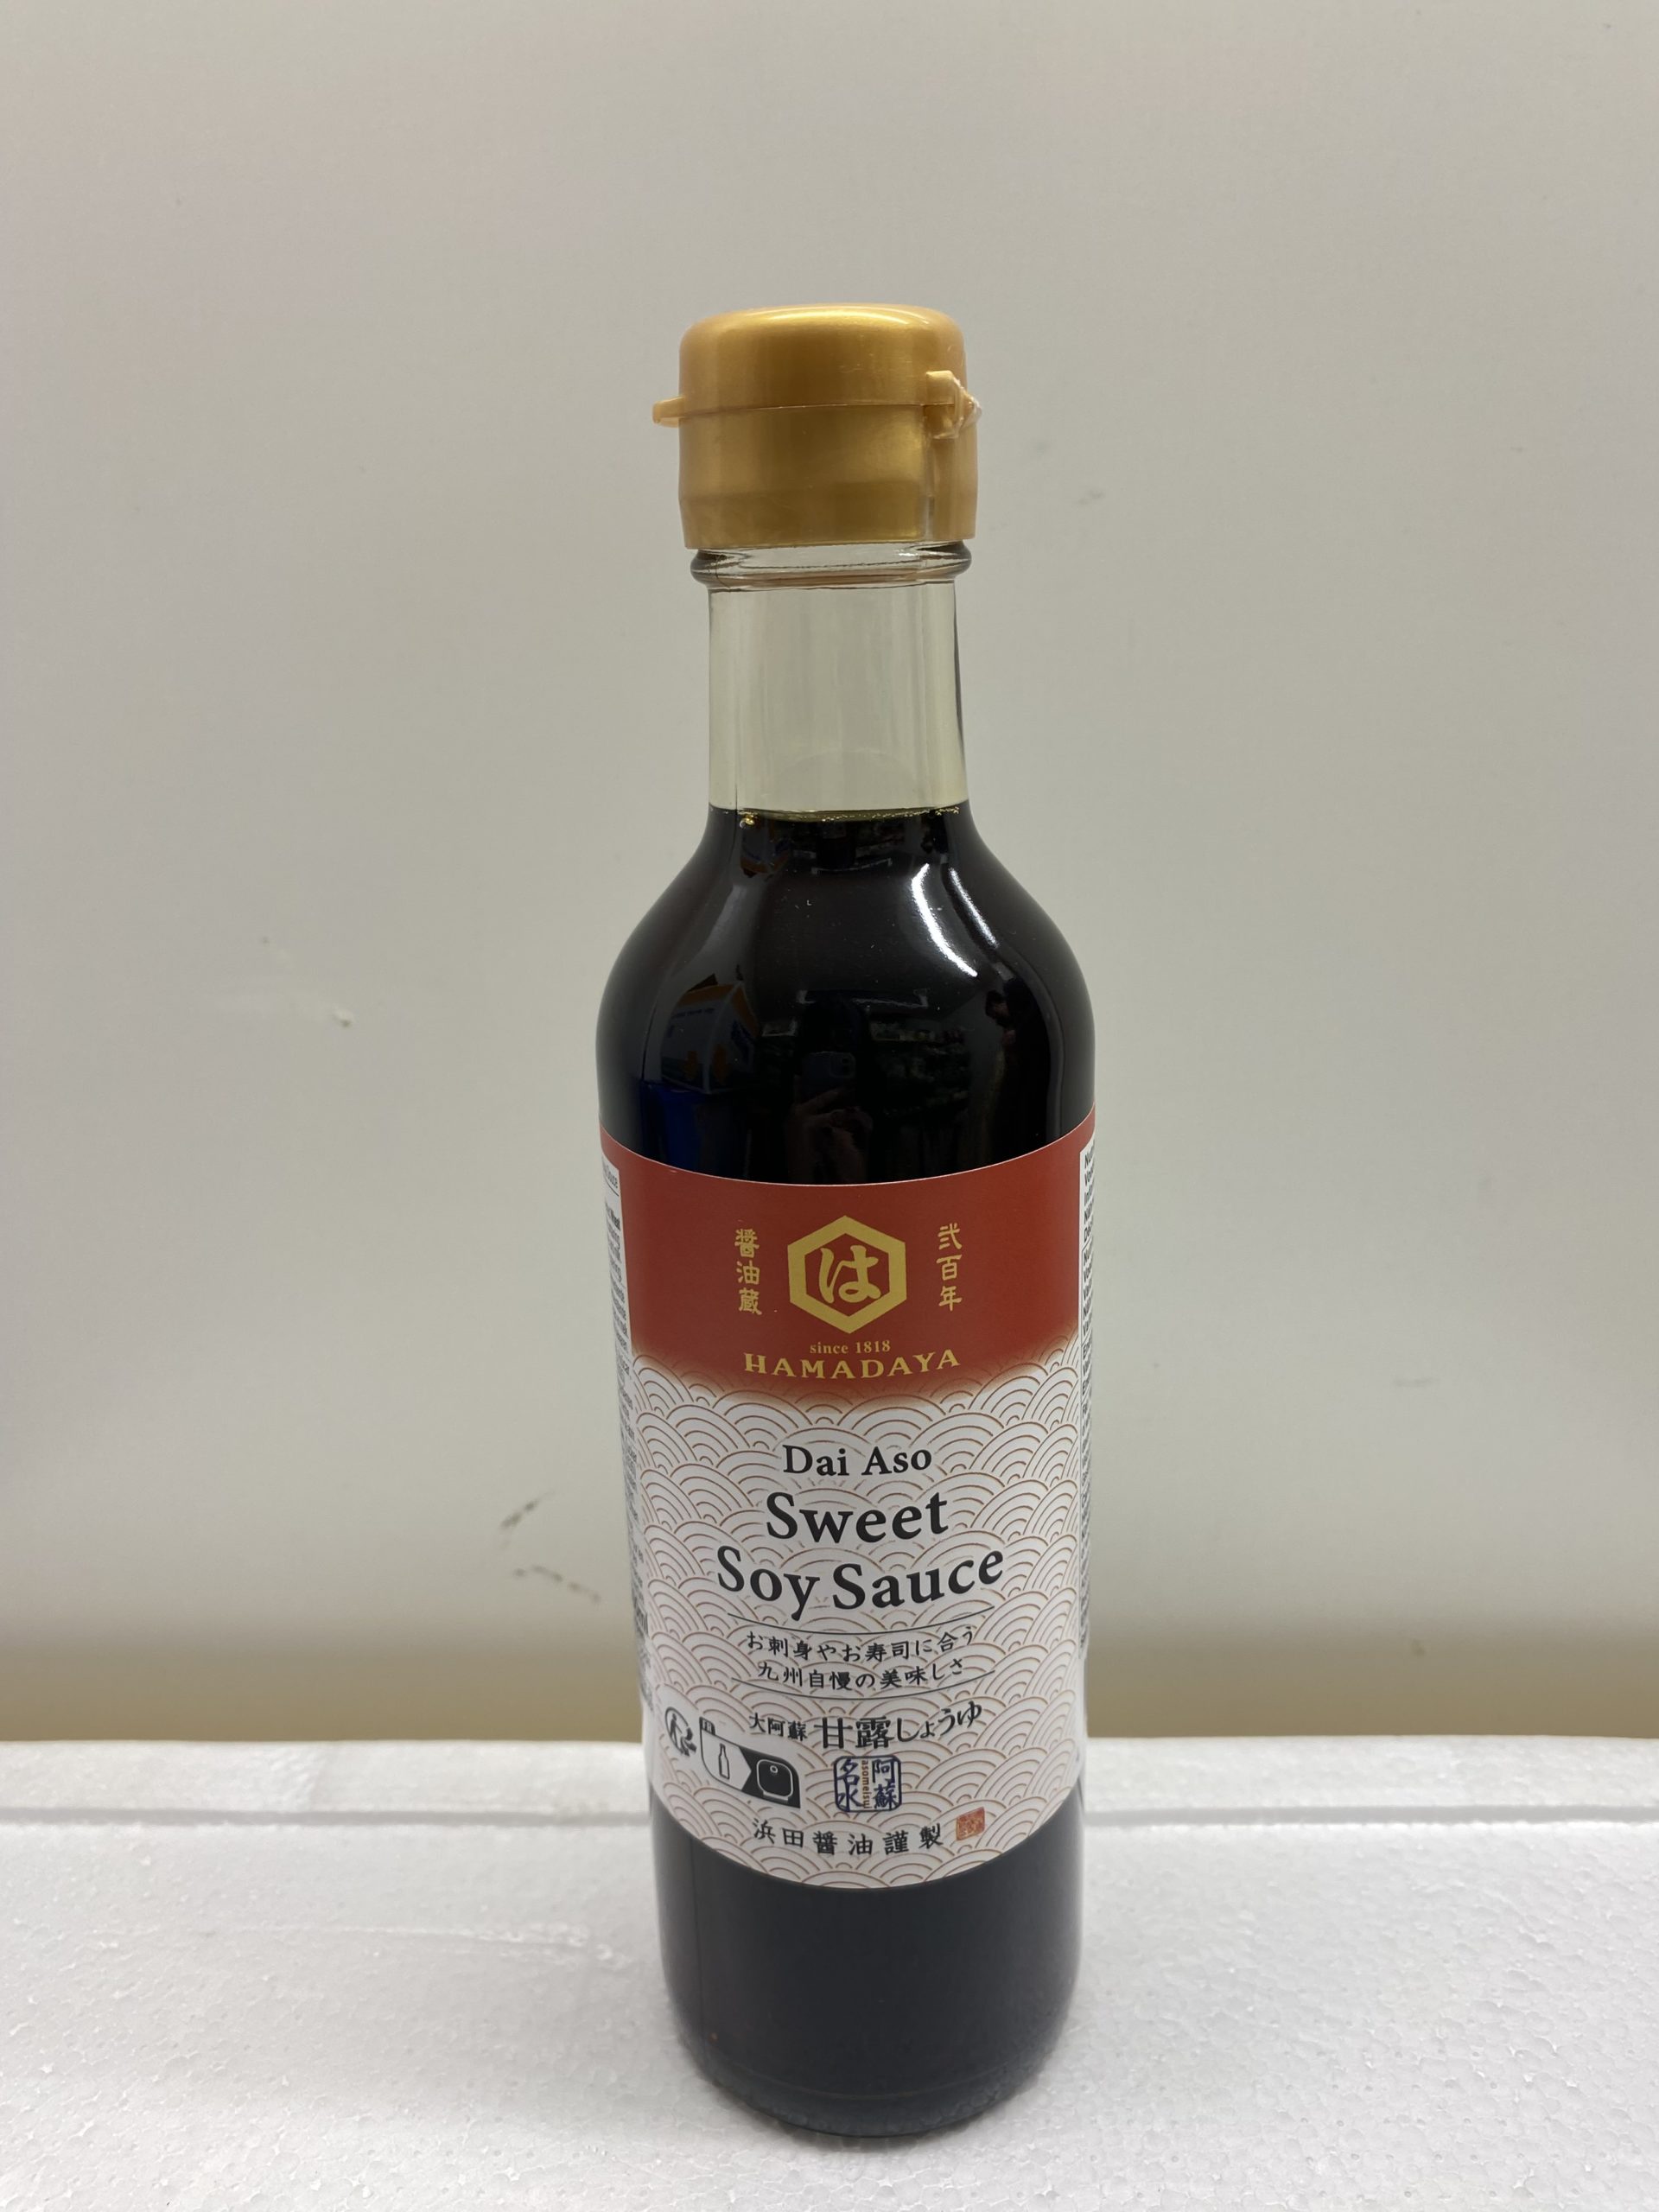 醤油蔵
は
弐百年
since 1818
HAMADAYA
Dai Aso
Sweet
Soy Sauce
お刺身やお寿司に合う
九州自慢の美味しさ
大阿蘇 甘露しょうゆ
FR
阿蘇
asameisui
名水
浜田醤油謹製